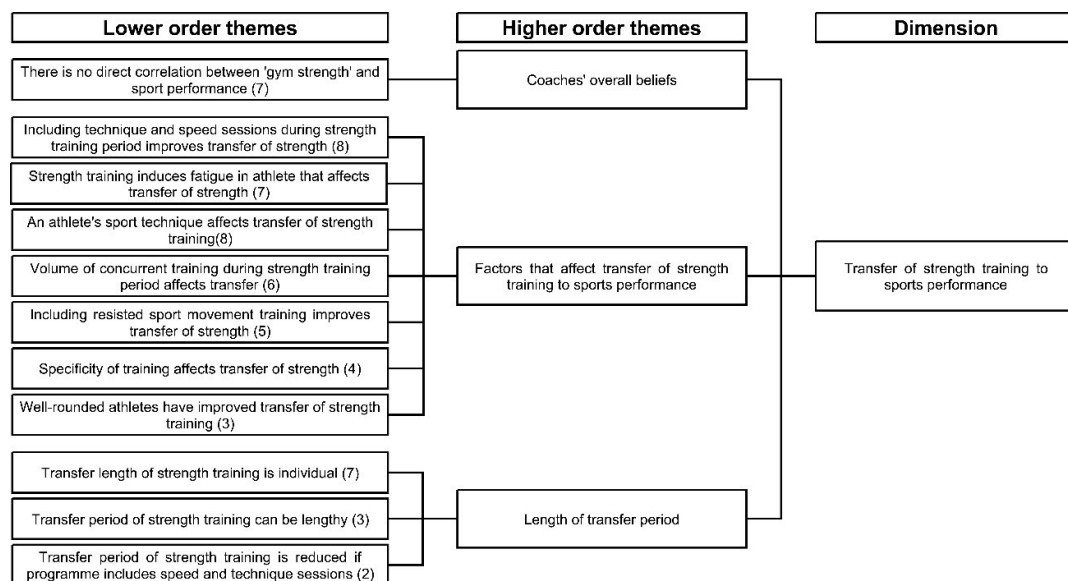 Lower order themes
Higher order themes
Dimension
There is no direct correlation between 'gym strength' and
sport performance (7)
Coaches' overall beliefs
Including technique and speed sessions during strength
training period improves transfer of strength (8)
Strength training induces fatigue in athlete that affects
transfer of strength (7)
An athlete's sport technique affects transfer of strength
training(8)
Volume of concurrent training during strength training
period affects transfer (6)
Including resisted sport movement training improves
transfer of strength (5)
Specificity of training affects transfer of strength (4)
Well-rounded athletes have improved transfer of strength
training (3)
Factors that affect transfer of strength
training to sports performance
Transfer of strength training to
sports performance
Transfer length of strength training is individual (7)
Transfer period of strength training can be lengthy (3)
Transfer period of strength training is reduced if
programme includes speed and technique sessions (2)
Length of transfer period